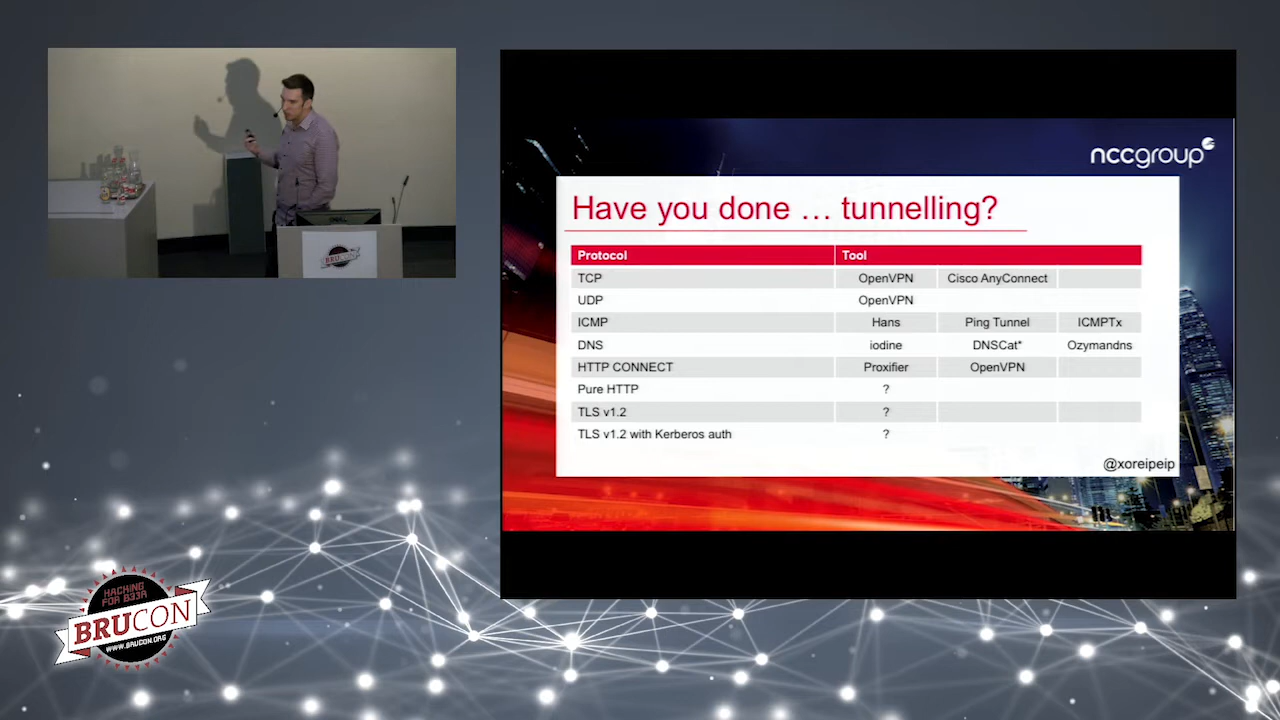 BRUCON
nccgroup
Have you done … tunnelling?
Protocol Tool
TCP OpenVPN Cisco AnyConnect
UDP OpenVPN
ICMP Hans Ping Tunnel ICMPTx
DNS iodine DNSCat* Ozymandns
HTTP CONNECT Proxifier OpenVPN
Pure HTTP ?
TLS v1.2 ?
TLS v1.2 with Kerberos auth ?
@xoreipeip
HACKING
FOR B33R
BRUCON
WWW.BRUCON.ORG